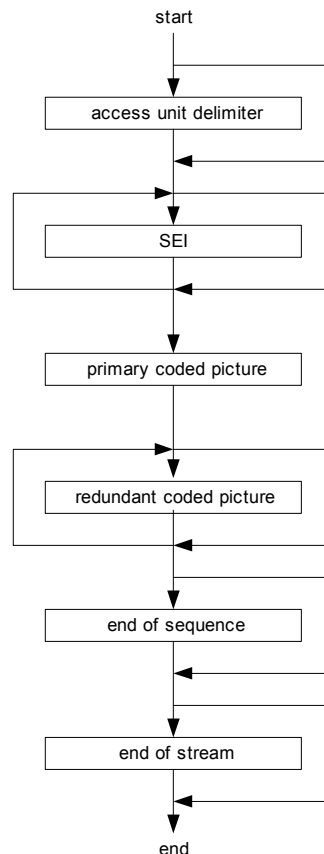 start
access unit delimiter
SEI
primary coded picture
redundant coded picture
end of sequence
end of stream
end